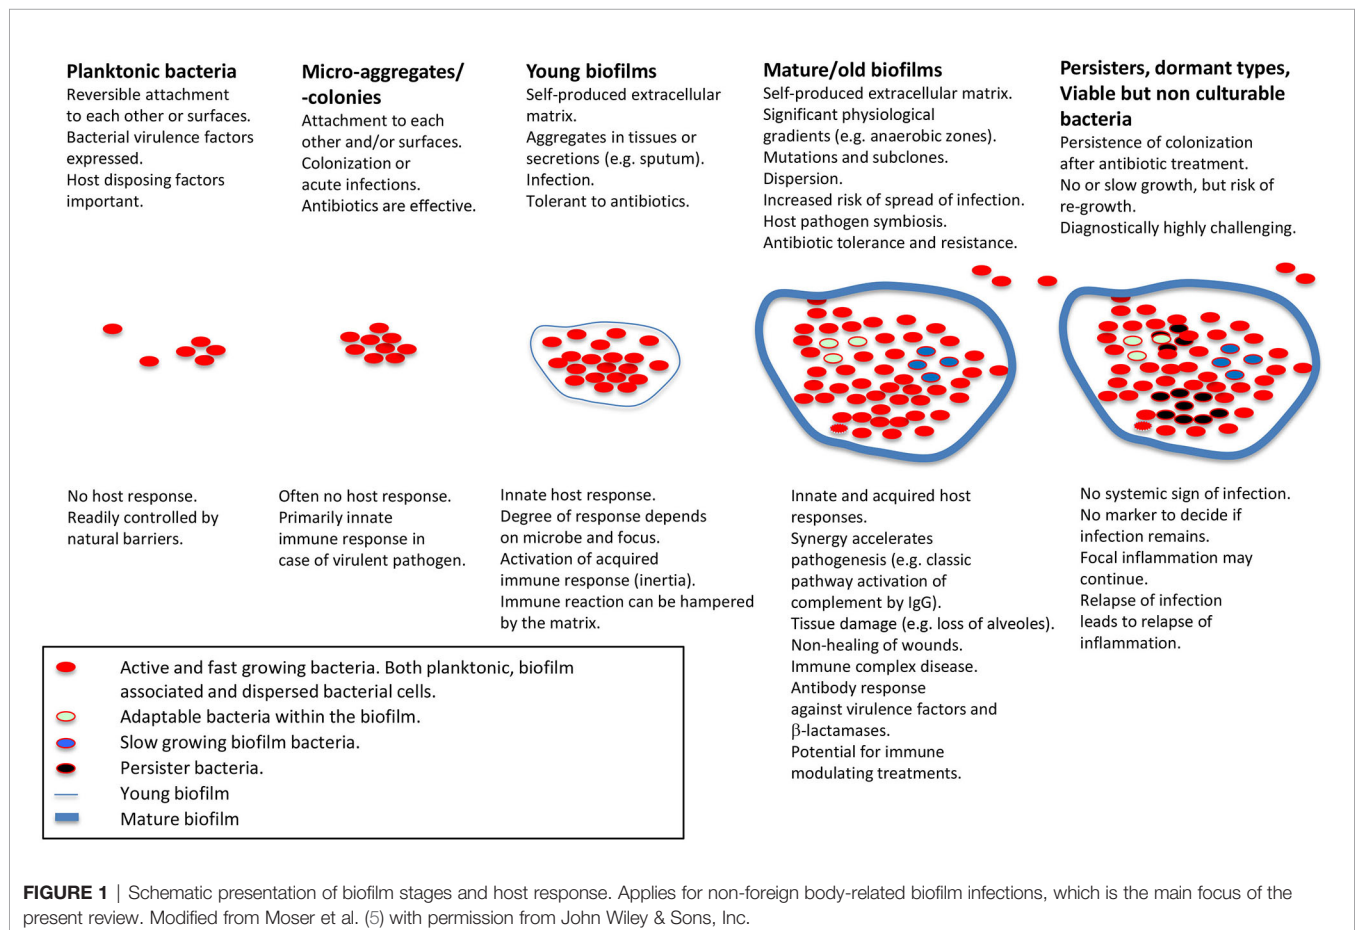 Planktonic bacteria
Reversible attachment
to each other or surfaces.
Bacterial virulence factors
expressed.
Host disposing factors
important.
Micro-aggregates/
-colonies
Attachment to each
other and/or surfaces.
Colonization or
acute infections.
Antibiotics are effective.
Young biofilms
Self-produced extracellular
matrix.
Aggregates in tissues or
secretions (e.g. sputum).
Infection.
Tolerant to antibiotics.
Mature/old biofilms
Self-produced extracellular matrix.
Significant physiological
gradients (e.g. anaerobic zones).
Mutations and subclones.
Dispersion.
Increased risk of spread of infection.
Host pathogen symbiosis.
Antibiotic tolerance and resistance.
Persisters, dormant types,
Viable but non culturable
bacteria
Persistence of colonization
after antibiotic treatment.
No or slow growth, but risk of
re-growth.
Diagnostically highly challenging.
No host response.
Readily controlled by
natural barriers.
Often no host response.
Primarily innate
immune response in
case of virulent pathogen.
Innate host response.
Degree of response depends
on microbe and focus.
Activation of acquired
immune response (inertia).
Immune reaction can be hampered
by the matrix.
Innate and acquired host
responses.
Synergy accelerates
pathogenesis (e.g. classic
pathway activation of
complement by IgG).
Tissue damage (e.g. loss of alveoles).
Non-healing of wounds.
Immune complex disease.
Antibody response
against virulence factors and
β-lactamases.
Potential for immune
modulating treatments.
No systemic sign of infection.
No marker to decide if
infection remains.
Focal inflammation may
continue.
Relapse of infection
leads to relapse of
inflammation.
Active and fast growing bacteria. Both planktonic, biofilm
associated and dispersed bacterial cells.
Adaptable bacteria within the biofilm.
Slow growing biofilm bacteria.
Persister bacteria.
Young biofilm
Mature biofilm
FIGURE 1 | Schematic presentation of biofilm stages and host response. Applies for non-foreign body-related biofilm infections, which is the main focus of the
present review. Modified from Moser et al. (5) with permission from John Wiley & Sons, Inc.